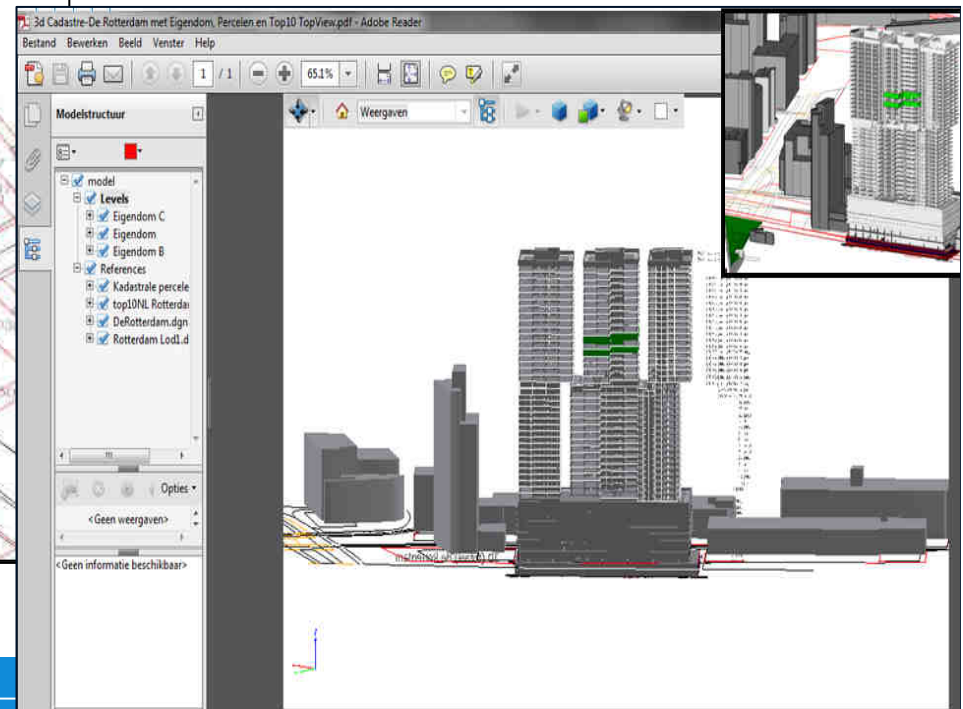 3d Cadastre-De Rotterdam met Eigendom, Percelen en Top10 TopView.pdf - Adobe Reader
Bestand Bewerken Beeld Venster Help
1 / 1 65.1%
Modelstructuur
Weergaven
model
Levels
Eigendom C
Eigendom
Eigendom B
References
Kadastrale percele
top10NL Rotterda
DeRotterdam.dgn
Rotterdam Lod1.d
Opties
<Geen weergaven>
<Geen informatie beschikbaar>